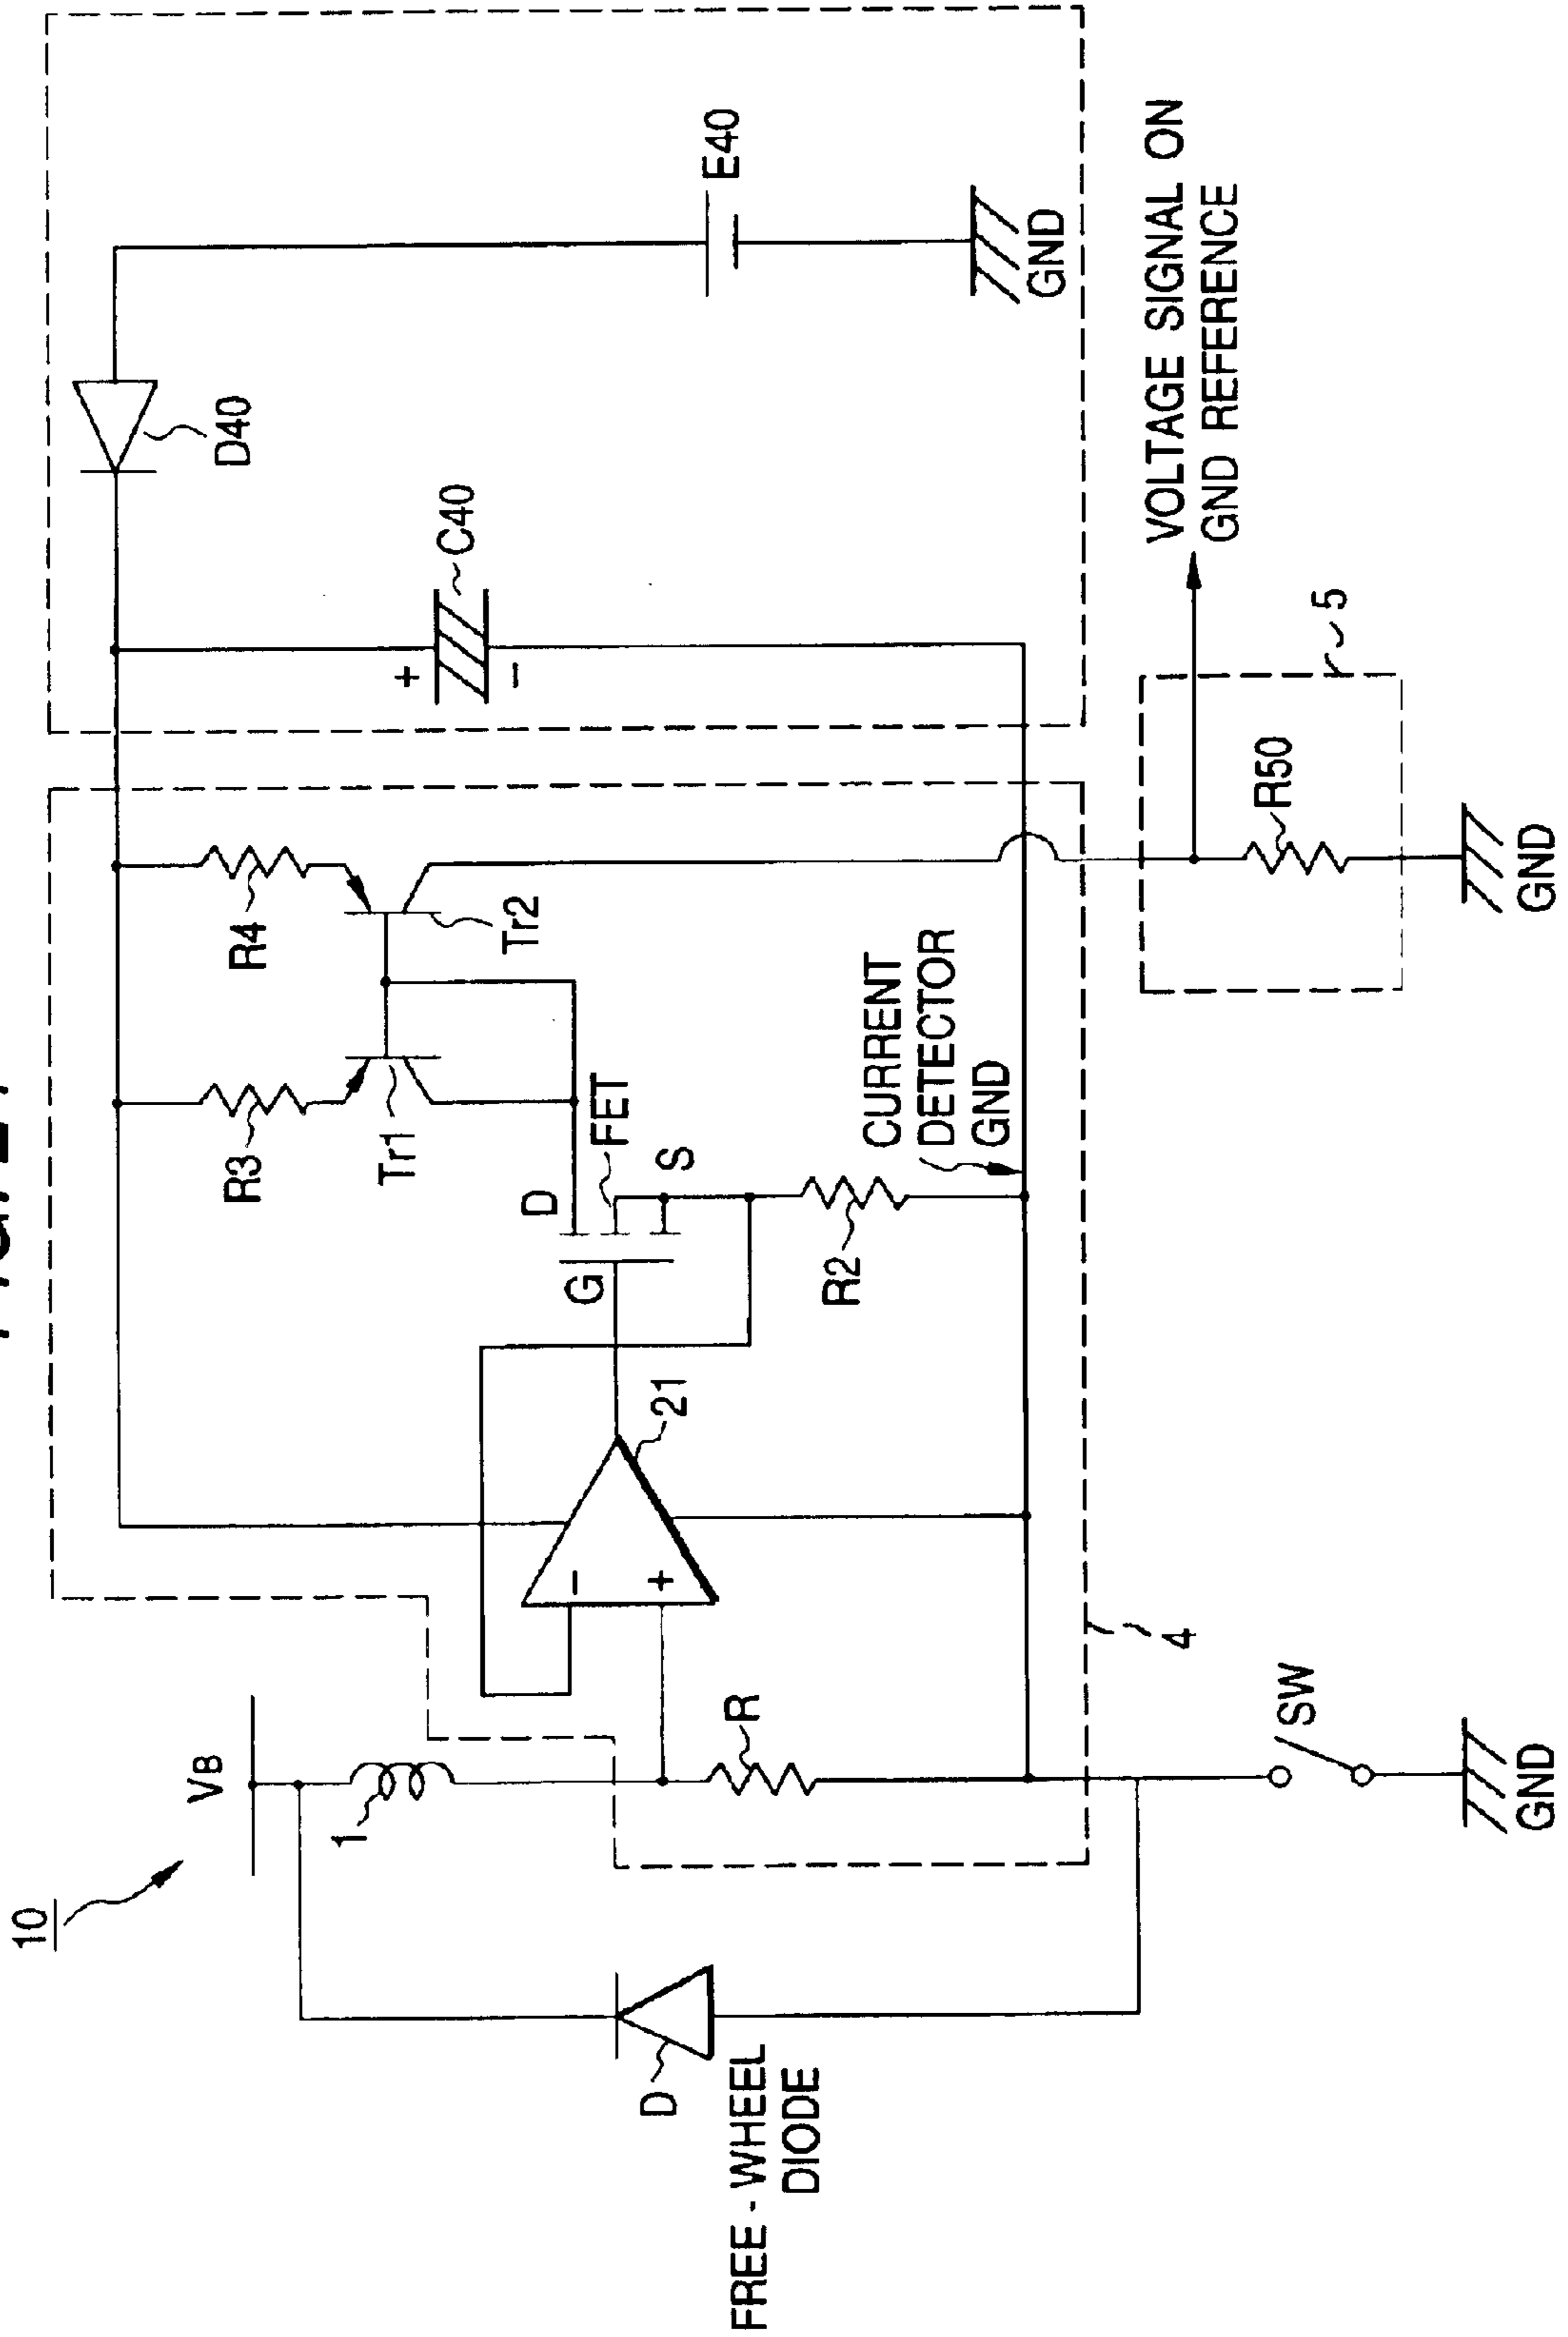 10
VB
1
R
21
-
+
G
D
S
FET
R2
R3
R4
Tr1
Tr2
CURRENT
DETECTOR
GND
4
D
FREE - WHEEL
DIODE
SW
GND
D40
+
-
C40
E40
GND
VOLTAGE SIGNAL ON
GND REFERENCE
5
R50
GND